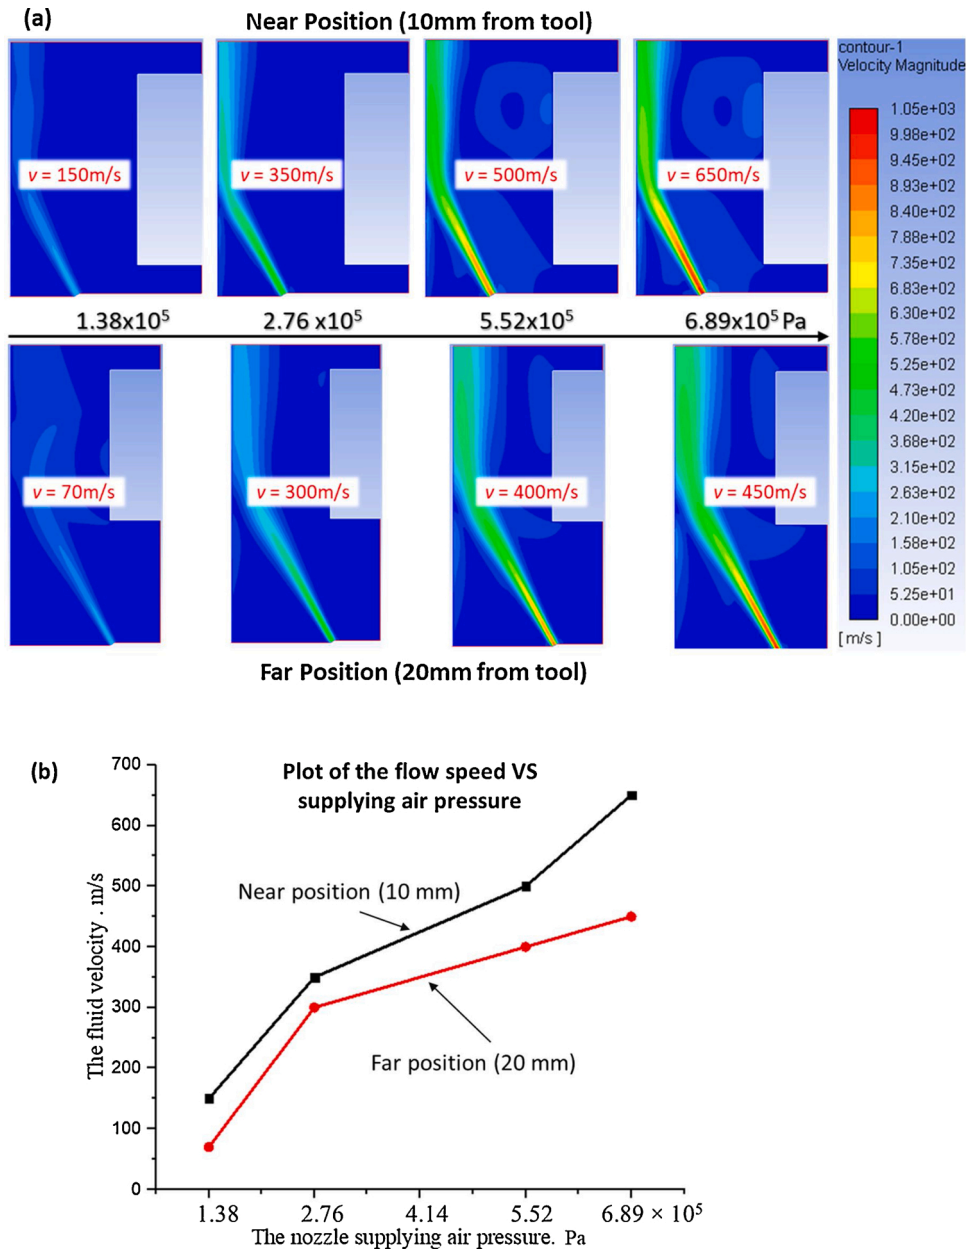 (a)
Near Position (10mm from tool)
v = 150m/s
v = 350m/s
v = 500m/s
v = 650m/s
1.38x10⁵
2.76 x10⁵
5.52x10⁵
6.89x10⁵ Pa
v = 70m/s
v = 300m/s
v = 400m/s
v = 450m/s
Far Position (20mm from tool)
contour-1
Velocity Magnitude
1.05e+03
9.98e+02
9.45e+02
8.93e+02
8.40e+02
7.88e+02
7.35e+02
6.83e+02
6.30e+02
5.78e+02
5.25e+02
4.73e+02
4.20e+02
3.68e+02
3.15e+02
2.63e+02
2.10e+02
1.58e+02
1.05e+02
5.25e+01
0.00e+00
[ m/s ]
(b)
Plot of the flow speed VS
supplying air pressure
The fluid velocity . m/s
700
600
500
400
300
200
100
0
Near position (10 mm)
Far position (20 mm)
1.38
2.76
4.14
5.52
6.89 × 10⁵
The nozzle supplying air pressure. Pa